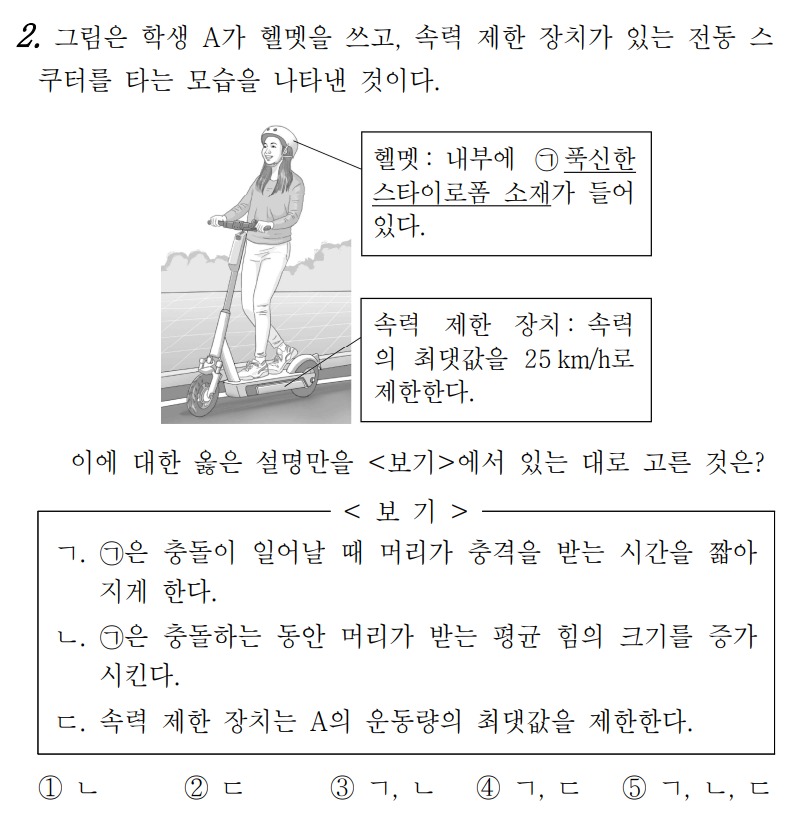 2. 그림은 학생 A가 헬멧을 쓰고, 속력 제한 장치가 있는 전동 스
쿠터를 타는 모습을 나타낸 것이다.
헬멧: 내부에 ㉠ 푹신한
스타이로폼 소재가 들어
있다.
속력 제한 장치: 속력
의 최댓값을 25 km/h로
제한한다.
이에 대한 옳은 설명만을 <보기>에서 있는 대로 고른 것은?
< 보 기 >
ㄱ. ㉠은 충돌이 일어날 때 머리가 충격을 받는 시간을 짧아
지게 한다.
ㄴ. ㉠은 충돌하는 동안 머리가 받는 평균 힘의 크기를 증가
시킨다.
ㄷ. 속력 제한 장치는 A의 운동량의 최댓값을 제한한다.
① ㄴ ② ㄷ ③ ㄱ, ㄴ ④ ㄱ, ㄷ ⑤ ㄱ, ㄴ, ㄷ